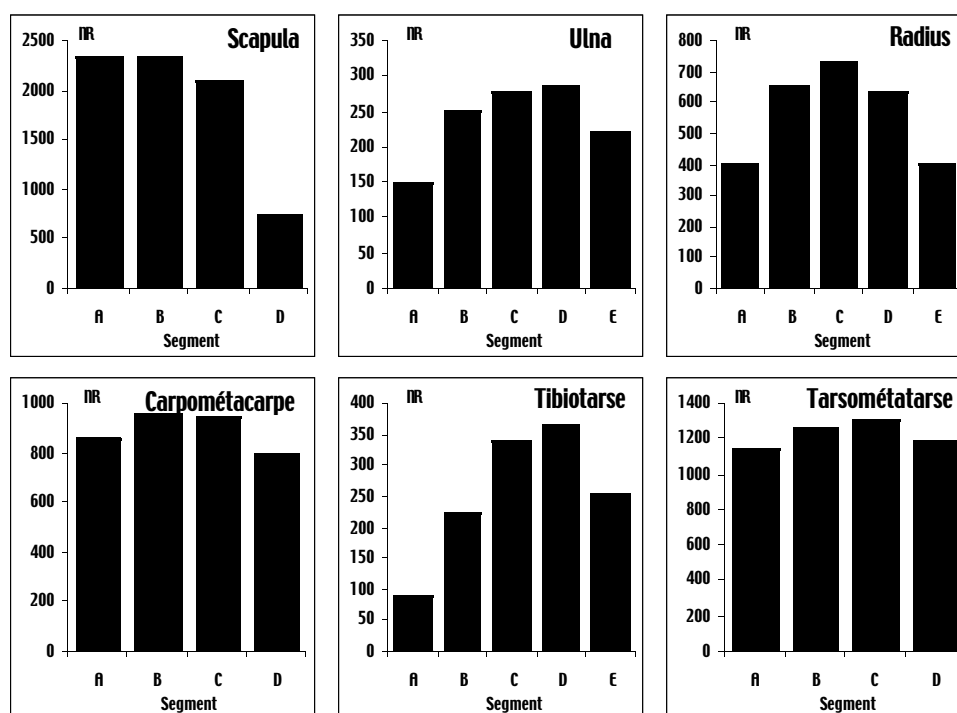 NR Scapula
2500
2000
1500
1000
500
0
A B C D
Segment
NR Ulna
350
300
250
200
150
100
50
0
A B C D E
Segment
NR Radius
800
700
600
500
400
300
200
100
0
A B C D E
Segment
NR Carpométacarpe
1000
800
600
400
200
0
A B C D
Segment
NR Tibiotarse
400
350
300
250
200
150
100
50
0
A B C D E
Segment
NR Tarsométatarse
1400
1200
1000
800
600
400
200
0
A B C D
Segment